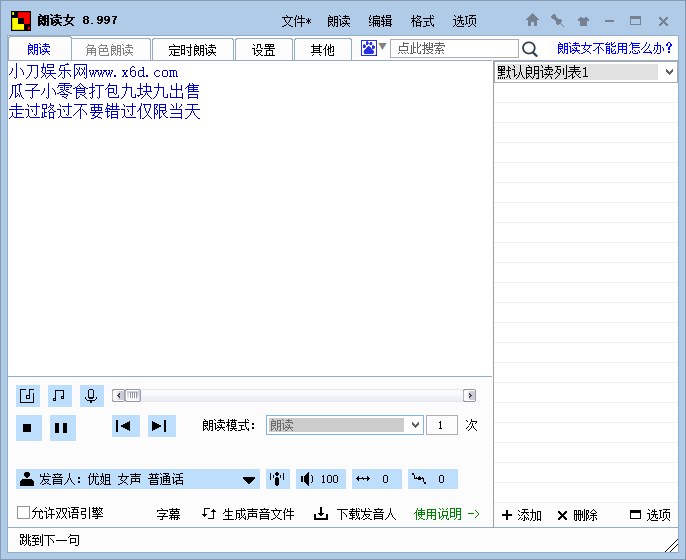 朗读女 8.997
文件* 朗读 编辑 格式 选项
朗读 角色朗读 定时朗读 设置 其他 点此搜索 朗读女不能用怎么办?
小刀娱乐网www.x6d.com
瓜子小零食打包九块九出售
走过路过不要错过仅限当天
默认朗读列表1
朗读模式: 朗读 1 次
发音人: 优姐 女声 普通话 100 0 0
允许双语引擎 字幕 生成声音文件 下载发音人 使用说明 ->
添加 删除 选项
跳到下一句